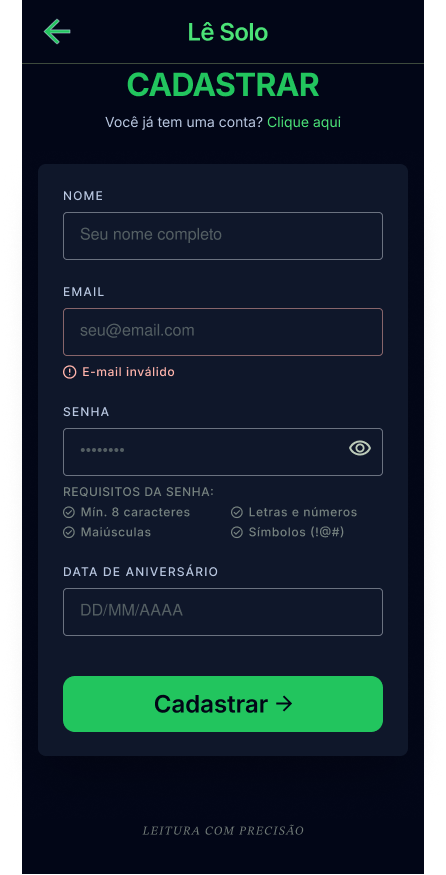 Lê Solo
CADASTRAR
Você já tem uma conta? Clique aqui
NOME
Seu nome completo
EMAIL
seu@email.com
E-mail inválido
SENHA
••••••••
REQUISITOS DA SENHA:
Mín. 8 caracteres Letras e números
Maiúsculas Símbolos (!@#)
DATA DE ANIVERSÁRIO
DD/MM/AAAA
Cadastrar →
LEITURA COM PRECISÃO